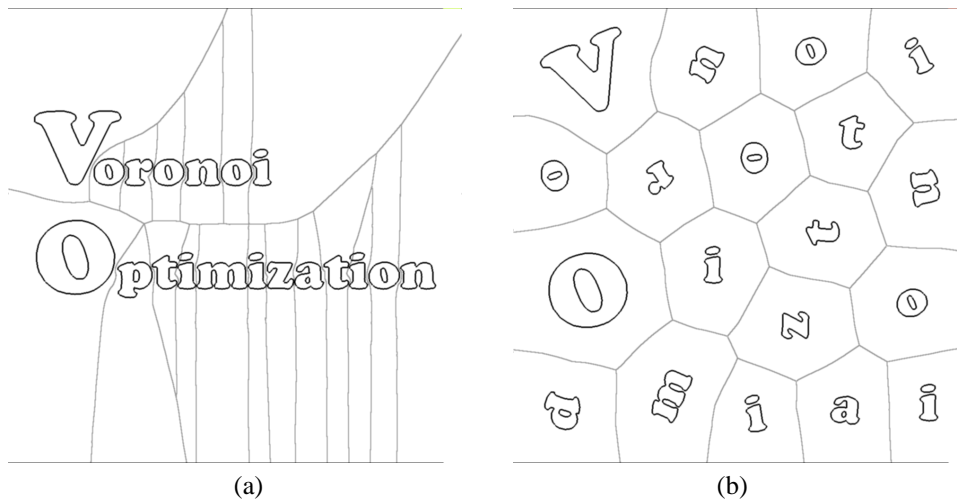 Voronoi
Optimization
V n o i
o r o t n
O i t z o
p m i a i
(a) (b)